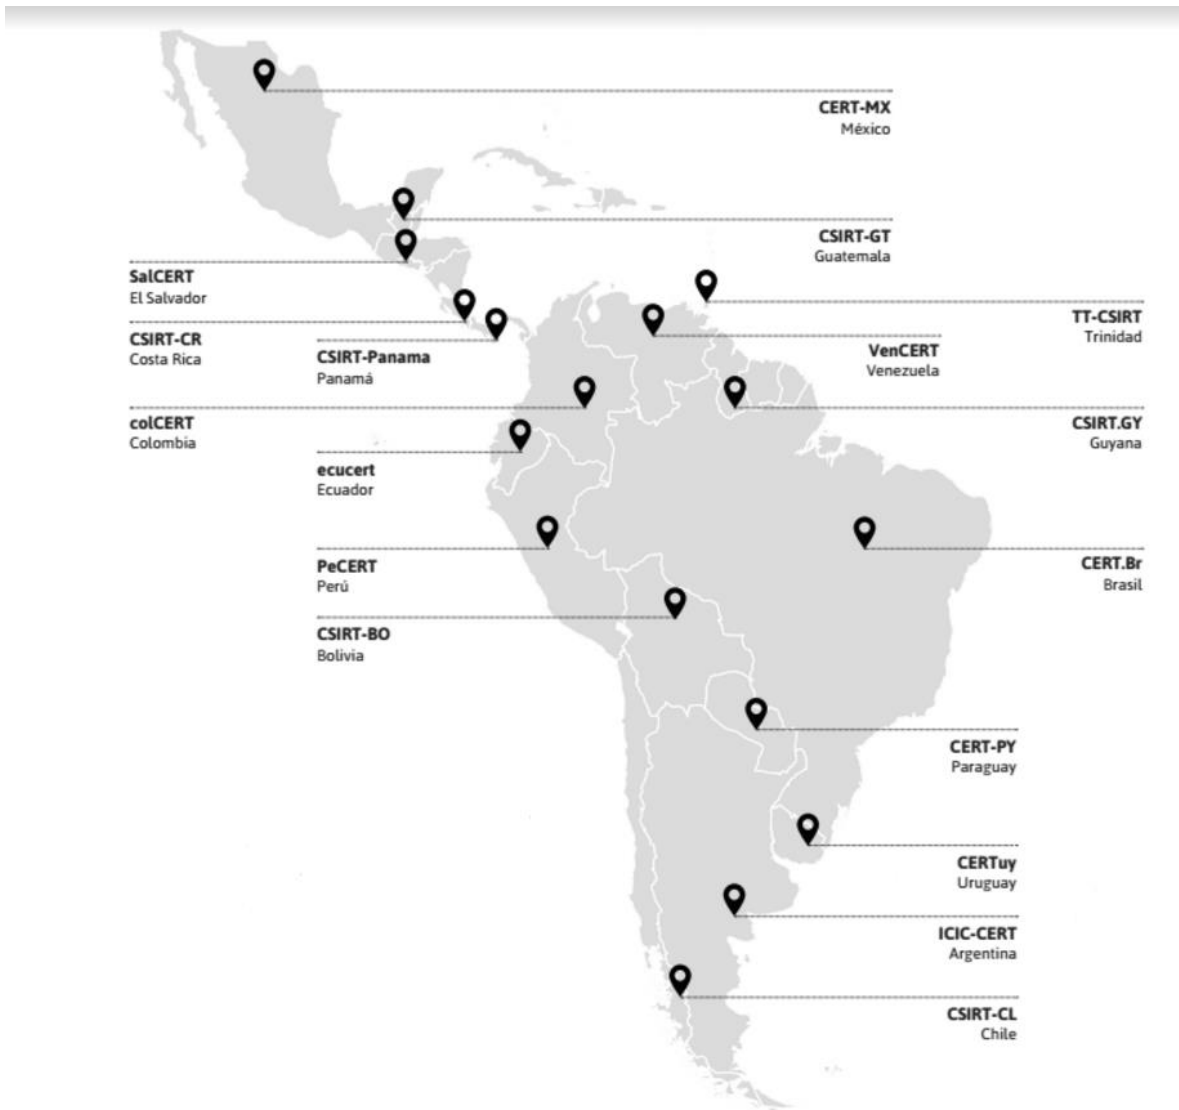 CERT-MX
México
CSIRT-GT
Guatemala
SalCERT
El Salvador
TT-CSIRT
Trinidad
CSIRT-CR
Costa Rica
CSIRT-Panama
Panamá
VenCERT
Venezuela
colCERT
Colombia
CSIRT.GY
Guyana
ecucert
Ecuador
PeCERT
Perú
CERT.Br
Brasil
CSIRT-BO
Bolivia
CERT-PY
Paraguay
CERTuy
Uruguay
ICIC-CERT
Argentina
CSIRT-CL
Chile